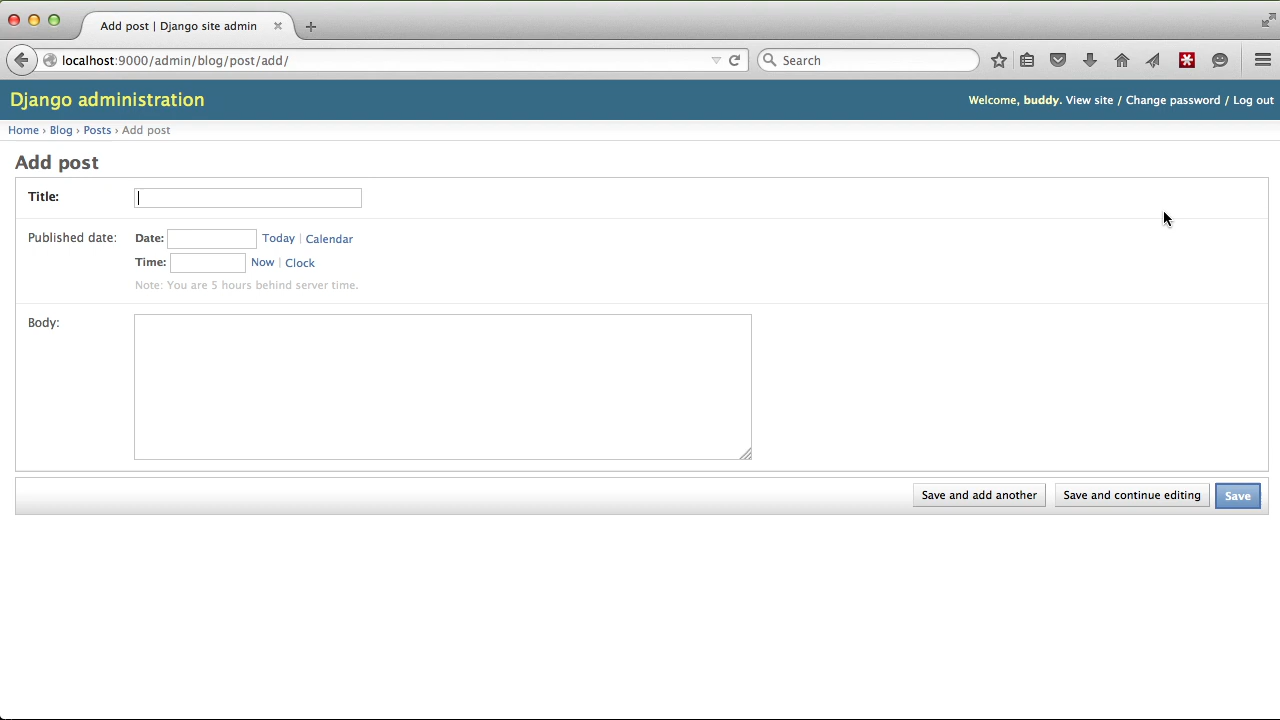 Add post | Django site admin
localhost:9000/admin/blog/post/add/
Search
Django administration
Welcome, buddy. View site / Change password / Log out
Home › Blog › Posts › Add post
Add post
Title:
Published date: Date: Today | Calendar
Time: Now | Clock
Note: You are 5 hours behind server time.
Body:
Save and add another Save and continue editing Save